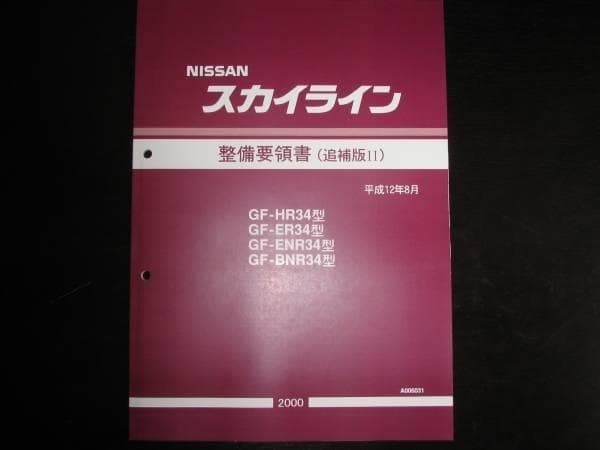 NISSAN
スカイライン
整備要領書（追補版II）
平成12年8月
GF-HR34型
GF-ER34型
GF-ENR34型
GF-BNR34型
A006031
2000